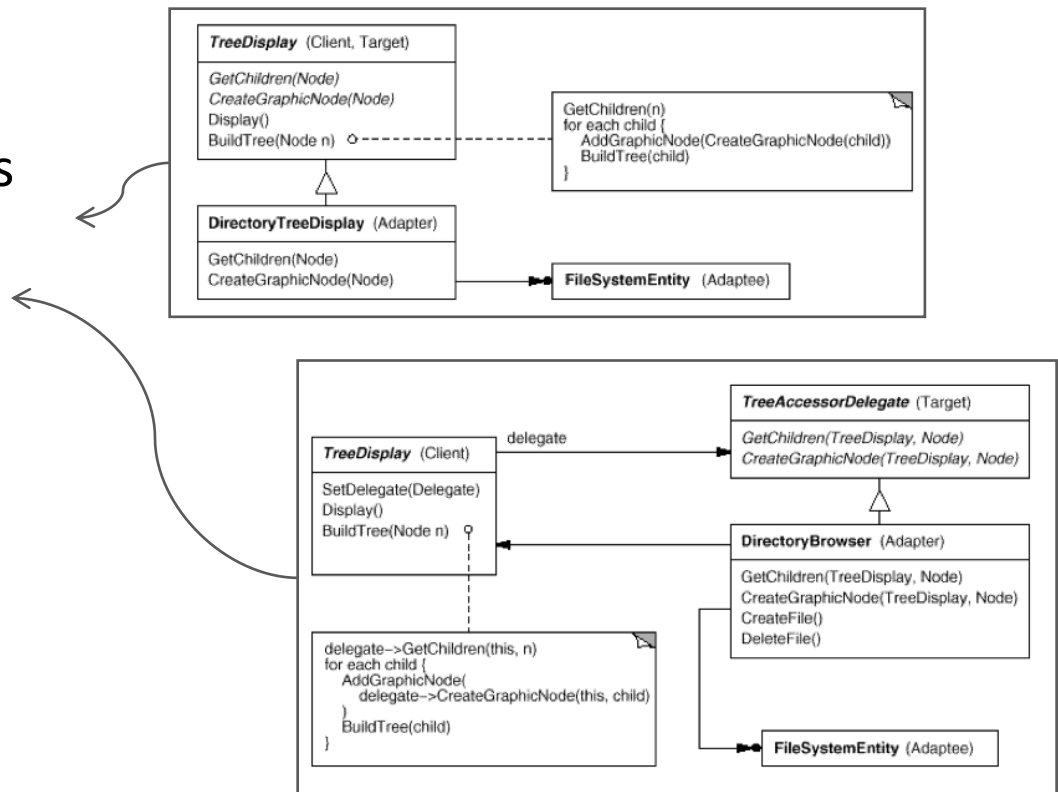 s
TreeDisplay (Client, Target)
GetChildren(Node)
CreateGraphicNode(Node)
Display()
BuildTree(Node n)
GetChildren(n)
for each child {
AddGraphicNode(CreateGraphicNode(child))
BuildTree(child)
}
DirectoryTreeDisplay (Adapter)
GetChildren(Node)
CreateGraphicNode(Node)
FileSystemEntity (Adaptee)
TreeDisplay (Client)
SetDelegate(Delegate)
Display()
BuildTree(Node n)
delegate
TreeAccessorDelegate (Target)
GetChildren(TreeDisplay, Node)
CreateGraphicNode(TreeDisplay, Node)
DirectoryBrowser (Adapter)
GetChildren(TreeDisplay, Node)
CreateGraphicNode(TreeDisplay, Node)
CreateFile()
DeleteFile()
delegate->GetChildren(this, n)
for each child {
AddGraphicNode(
delegate->CreateGraphicNode(this, child)
)
BuildTree(child)
}
FileSystemEntity (Adaptee)